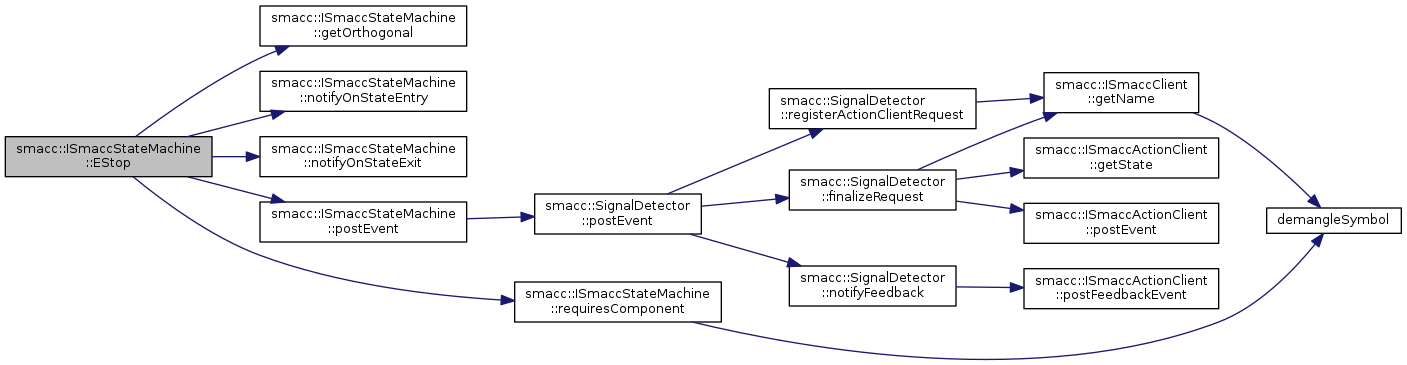 smacc::ISmaccStateMachine
::EStop
smacc::ISmaccStateMachine
::getOrthogonal
smacc::ISmaccStateMachine
::notifyOnStateEntry
smacc::ISmaccStateMachine
::notifyOnStateExit
smacc::ISmaccStateMachine
::postEvent
smacc::ISmaccStateMachine
::requiresComponent
smacc::SignalDetector
::postEvent
smacc::SignalDetector
::registerActionClientRequest
smacc::SignalDetector
::finalizeRequest
smacc::SignalDetector
::notifyFeedback
smacc::ISmaccClient
::getName
smacc::ISmaccActionClient
::getState
smacc::ISmaccActionClient
::postEvent
smacc::ISmaccActionClient
::postFeedbackEvent
demangleSymbol